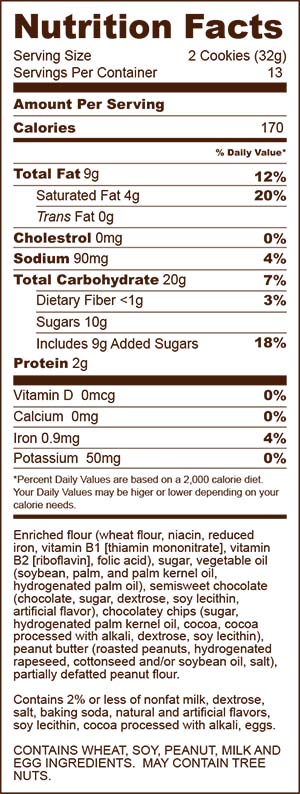 Nutrition Facts
Serving Size 2 Cookies (32g)
Servings Per Container 13
Amount Per Serving
Calories 170
% Daily Value*
Total Fat 9g 12%
Saturated Fat 4g 20%
Trans Fat 0g
Cholestrol 0mg 0%
Sodium 90mg 4%
Total Carbohydrate 20g 7%
Dietary Fiber <1g 3%
Sugars 10g
Includes 9g Added Sugars 18%
Protein 2g
Vitamin D 0mcg 0%
Calcium 0mg 0%
Iron 0.9mg 4%
Potassium 50mg 0%
*Percent Daily Values are based on a 2,000 calorie diet.
Your Daily Values may be higer or lower depending on your
calorie needs.
Enriched flour (wheat flour, niacin, reduced
iron, vitamin B1 [thiamin mononitrate], vitamin
B2 [riboflavin], folic acid), sugar, vegetable oil
(soybean, palm, and palm kernel oil,
hydrogenated palm oil), semisweet chocolate
(chocolate, sugar, dextrose, soy lecithin,
artificial flavor), chocolatey chips (sugar,
hydrogenated palm kernel oil, cocoa, cocoa
processed with alkali, dextrose, soy lecithin),
peanut butter (roasted peanuts, hydrogenated
rapeseed, cottonseed and/or soybean oil, salt),
partially defatted peanut flour.
Contains 2% or less of nonfat milk, dextrose,
salt, baking soda, natural and artificial flavors,
soy lecithin, cocoa processed with alkali, eggs.
CONTAINS WHEAT, SOY, PEANUT, MILK AND
EGG INGREDIENTS. MAY CONTAIN TREE
NUTS.